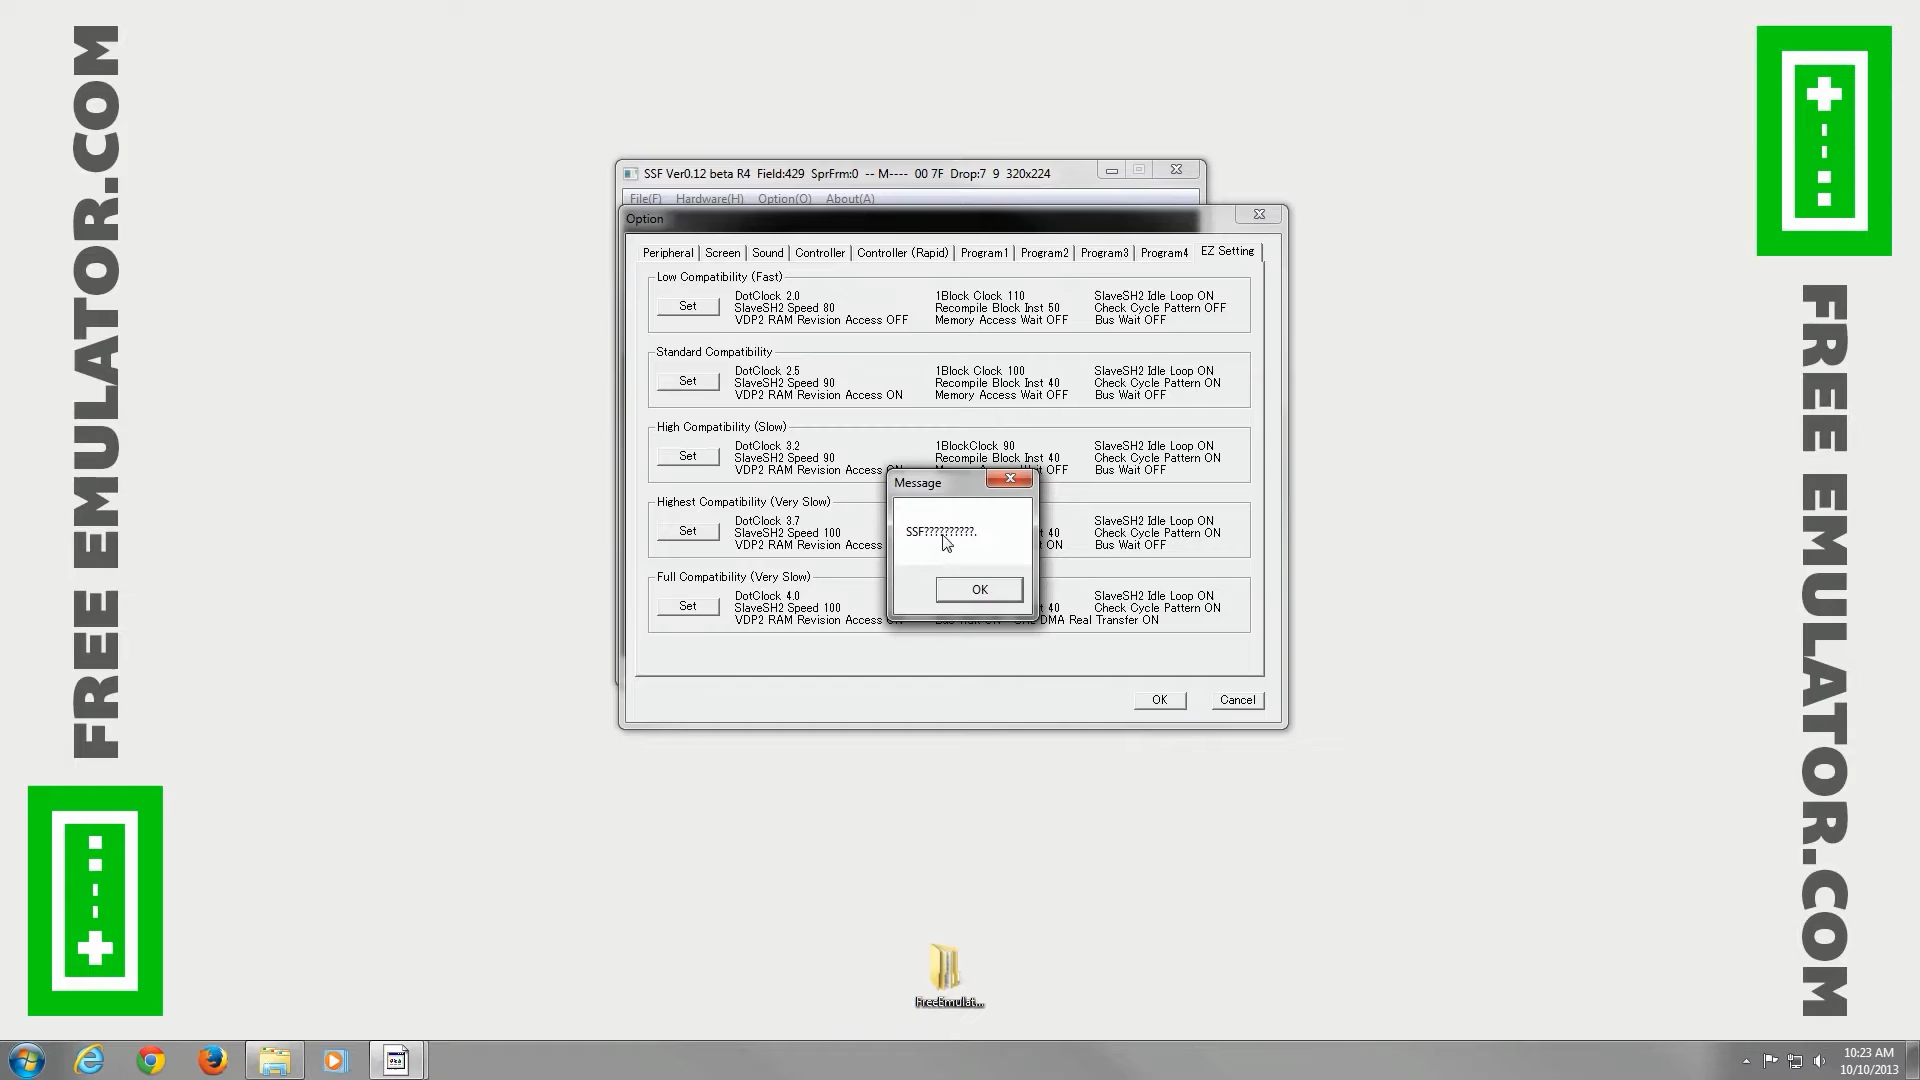 FREE EMULATOR.COM
FREE EMULATOR.COM
SSF Ver0.12 beta R4 Field:429 SprFrm:0 -- M---- 00 7F Drop:7 9 320x224
File(F) Hardware(H) Option(O) About(A)
Option
Peripheral Screen Sound Controller Controller (Rapid) Program1 Program2 Program3 Program4 EZ Setting
Low Compatibility (Fast)
Set
DotClock 2.0 1Block Clock 110 SlaveSH2 Idle Loop ON
SlaveSH2 Speed 80 Recompile Block Inst 50 Check Cycle Pattern OFF
VDP2 RAM Revision Access OFF Memory Access Wait OFF Bus Wait OFF
Standard Compatibility
Set
DotClock 2.5 1Block Clock 100 SlaveSH2 Idle Loop ON
SlaveSH2 Speed 90 Recompile Block Inst 40 Check Cycle Pattern ON
VDP2 RAM Revision Access ON Memory Access Wait OFF Bus Wait OFF
High Compatibility (Slow)
Set
DotClock 3.2 1BlockClock 90 SlaveSH2 Idle Loop ON
SlaveSH2 Speed 90 Recompile Block Inst 40 Check Cycle Pattern ON
VDP2 RAM Revision Access OFF Bus Wait OFF
Highest Compatibility (Very Slow)
Set
DotClock 3.7 SlaveSH2 Idle Loop ON
SlaveSH2 Speed 100 40 Check Cycle Pattern ON
VDP2 RAM Revision Access ON Bus Wait OFF
Full Compatibility (Very Slow)
Set
DotClock 4.0 SlaveSH2 Idle Loop ON
SlaveSH2 Speed 100 40 Check Cycle Pattern ON
VDP2 RAM Revision Access DMA Real Transfer ON
Message
SSF??????????.
OK
OK Cancel
FreeEmulat...
10:23 AM
10/10/2013